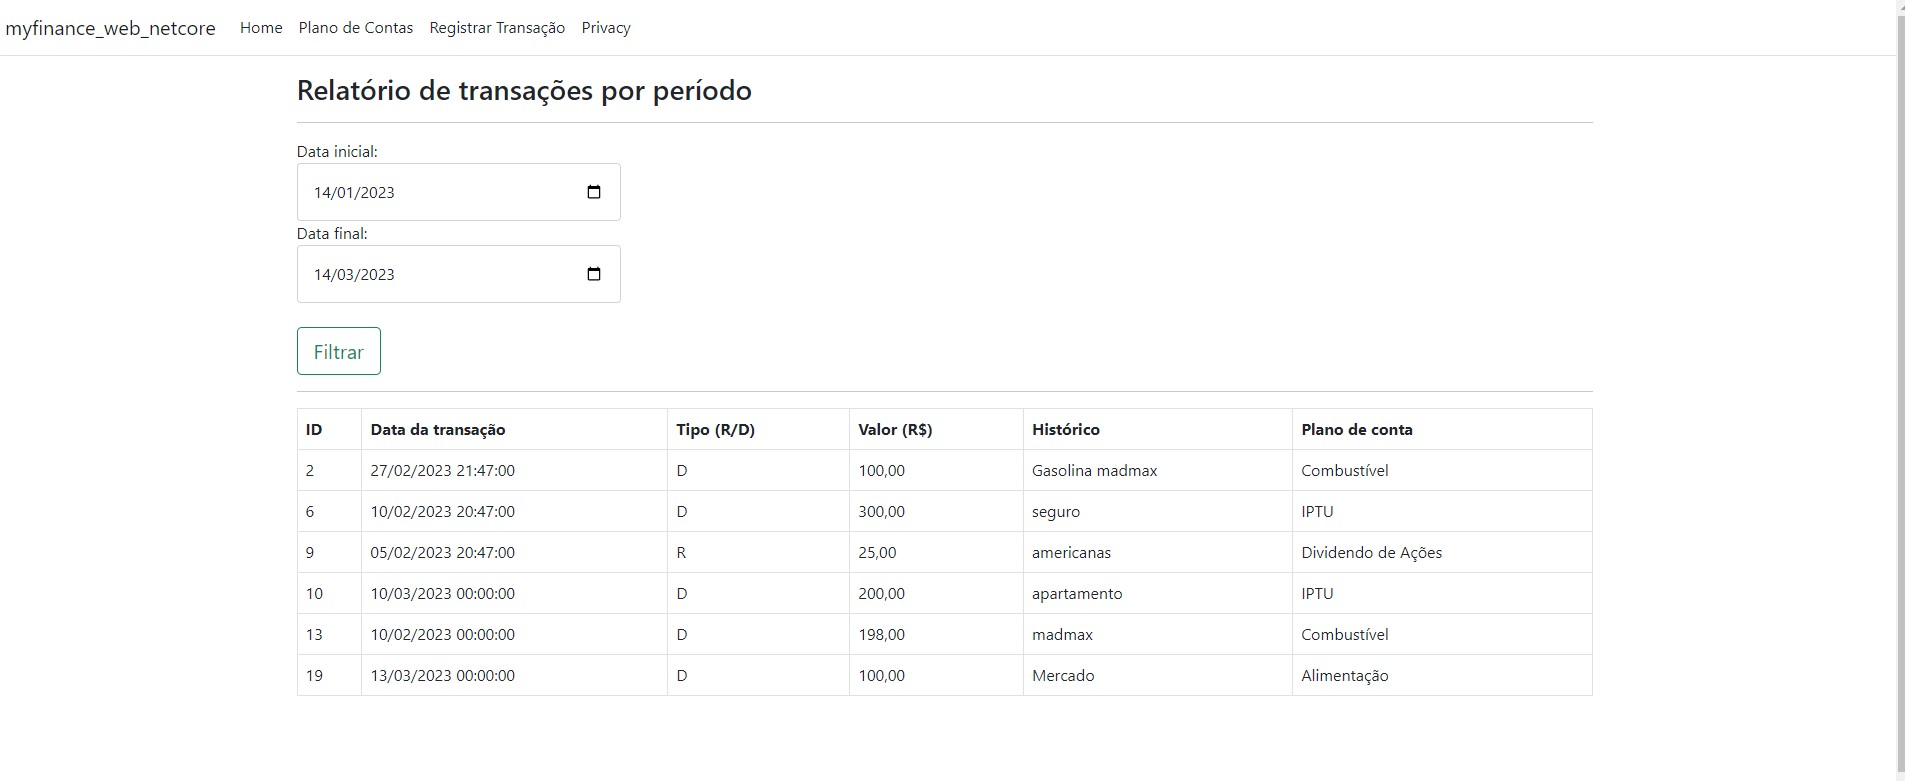 myfinance_web_netcore Home Plano de Contas Registrar Transação Privacy
Relatório de transações por período
Data inicial:
14/01/2023
Data final:
14/03/2023
Filtrar
ID Data da transação Tipo (R/D) Valor (R$) Histórico Plano de conta
2 27/02/2023 21:47:00 D 100,00 Gasolina madmax Combustível
6 10/02/2023 20:47:00 D 300,00 seguro IPTU
9 05/02/2023 20:47:00 R 25,00 americanas Dividendo de Ações
10 10/03/2023 00:00:00 D 200,00 apartamento IPTU
13 10/02/2023 00:00:00 D 198,00 madmax Combustível
19 13/03/2023 00:00:00 D 100,00 Mercado Alimentação